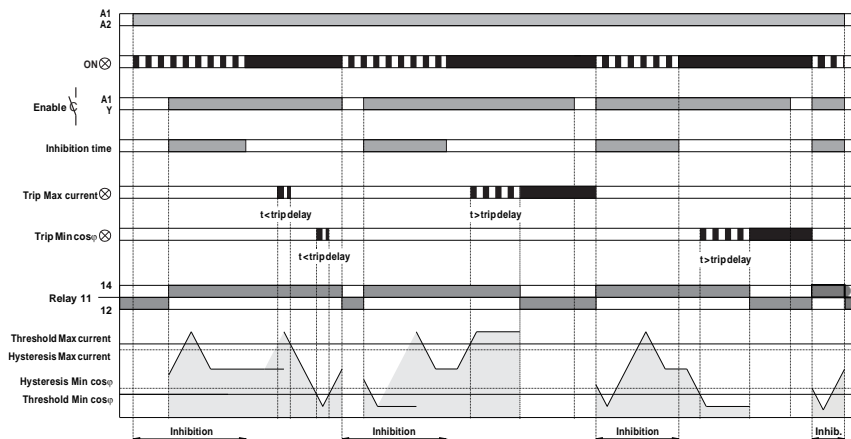 A1
A2
ON
Enable
A1
Y
Inhibition time
Trip Max current
t < trip delay
t > trip delay
Trip Min cosφ
t < trip delay
t > trip delay
Relay 11
14
12
Threshold Max current
Hysteresis Max current
Hysteresis Min cosφ
Threshold Min cosφ
Inhibition
Inhibition
Inhibition
Inhib.